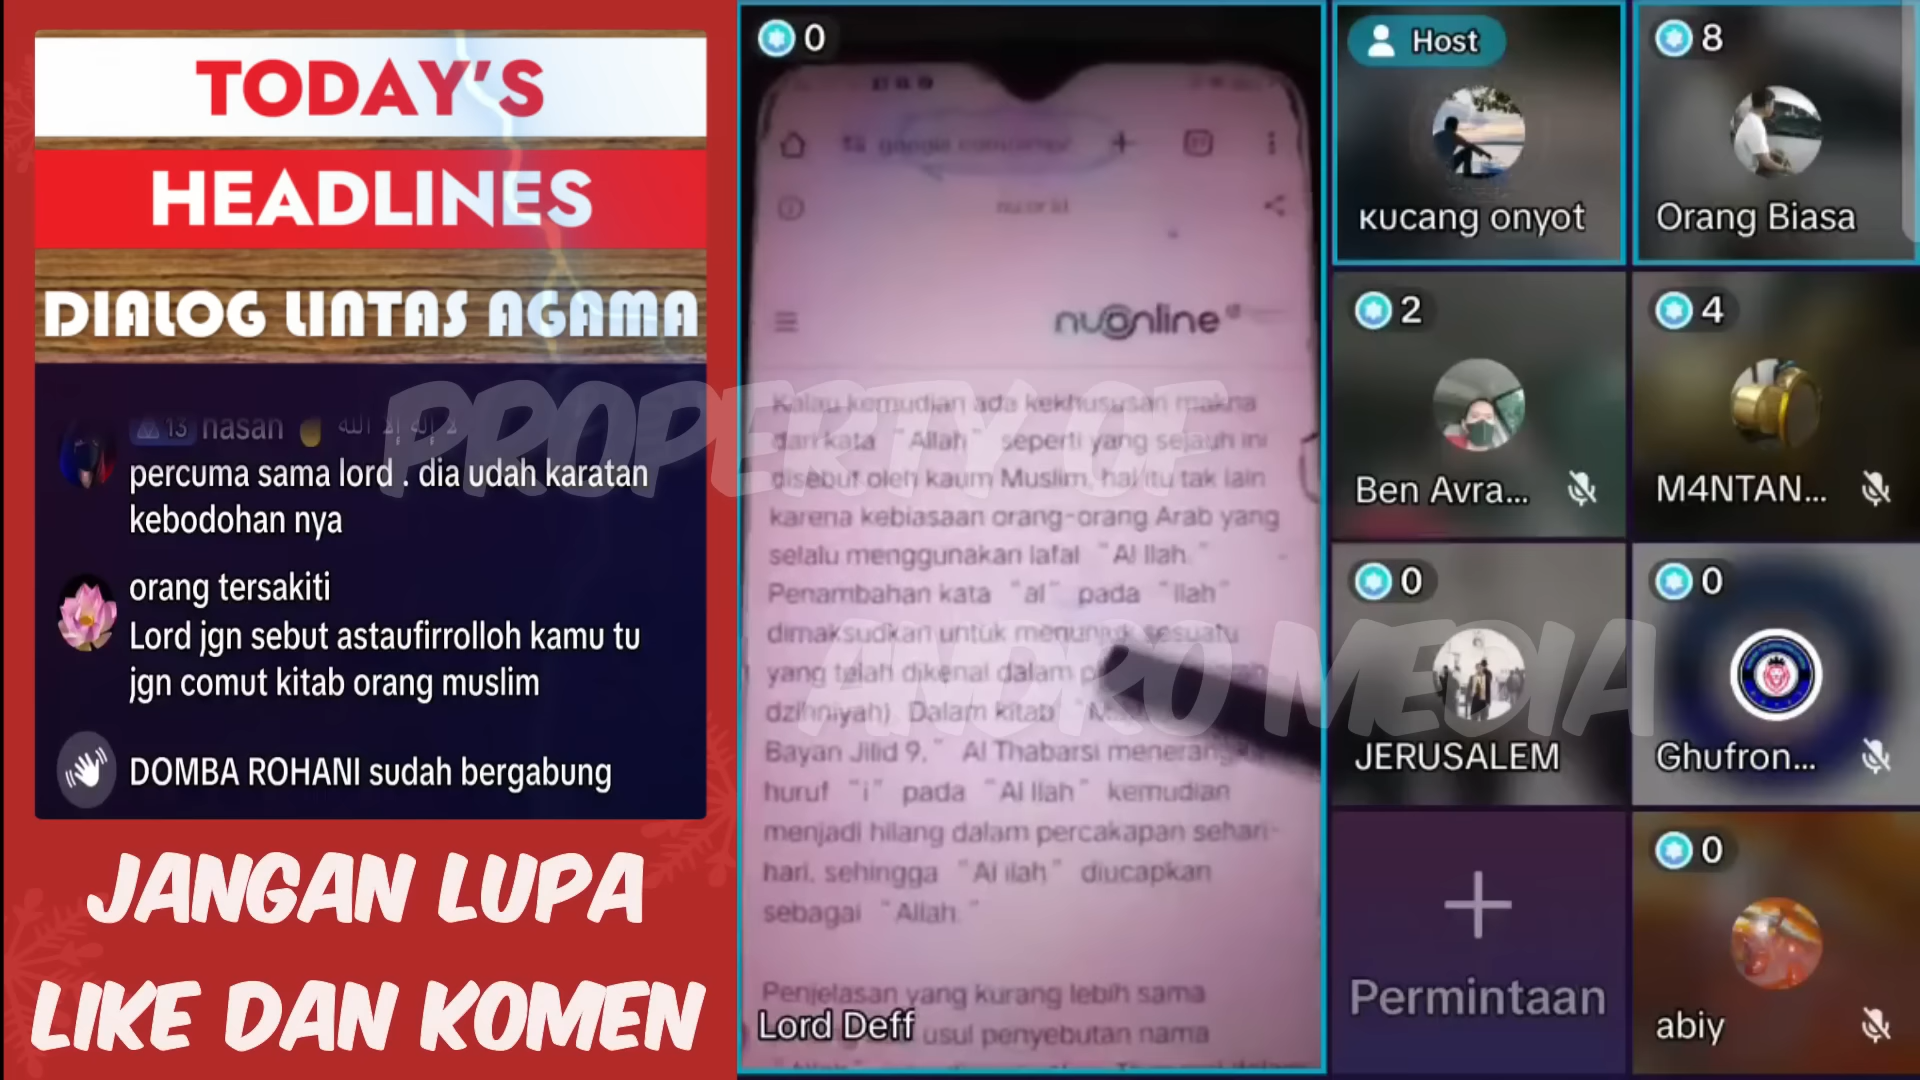 TODAY'S
HEADLINES
DIALOG LINTAS AGAMA
13 hasan
percuma sama lord . dia udah karatan
kebodohan nya
orang tersakiti
Lord jgn sebut astaufirrolloh kamu tu
jgn comut kitab orang muslim
DOMBA ROHANI sudah bergabung
JANGAN LUPA
LIKE DAN KOMEN
PROPERTY OF
ANDRO MEDIA
0
nu.or.id
nuonline
Kalau kemudian ada kekhususan makna
dari kata "Allah" seperti yang sejauh ini
disebut oleh kaum Muslim, hal itu tak lain
karena kebiasaan orang-orang Arab yang
selalu menggunakan lafal "Al Ilah."
Penambahan kata "al" pada "ilah"
dimaksudkan untuk menunjuk sesuatu
yang telah dikenal dalam
dzihniyah). Dalam kitab
Bayan Jilid 9," Al Thabarsi menerangkan
huruf "i" pada "Al Ilah" kemudian
menjadi hilang dalam percakapan sehari-
hari, sehingga "Al ilah" diucapkan
sebagai "Allah."
Penjelasan yang kurang lebih sama
usul penyebutan nama
Lord Deff
Host
кucang onyot
8
Orang Biasa
2
Ben Avra...
4
M4NTAN...
0
JERUSALEM
0
Ghufron...
Permintaan
0
abiy